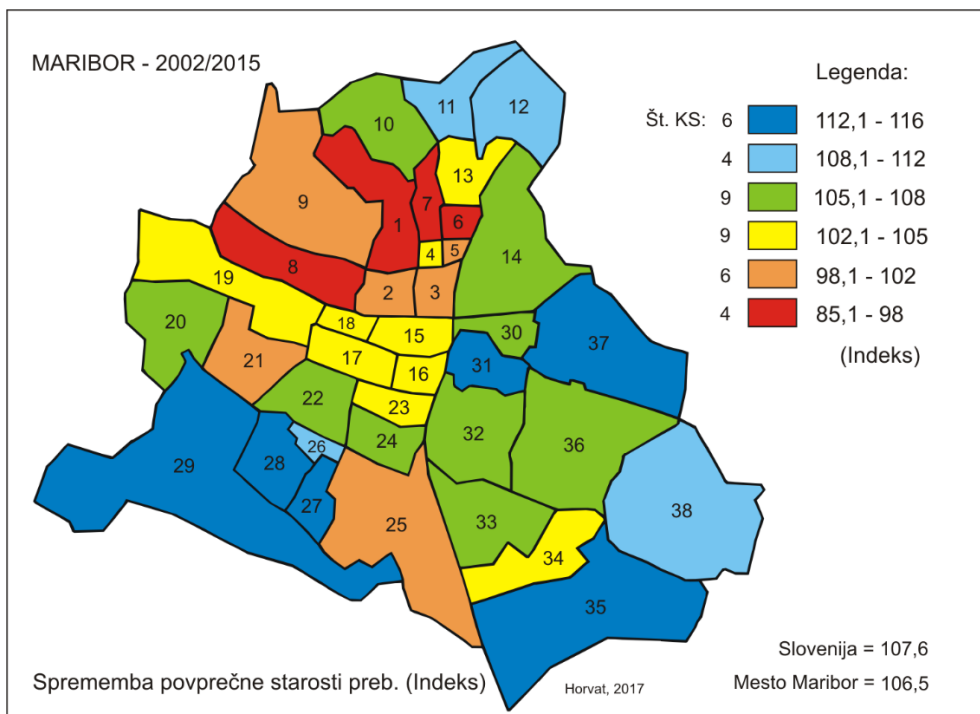 MARIBOR - 2002/2015
Legenda:
Št. KS: 6 112,1 - 116
4 108,1 - 112
9 105,1 - 108
9 102,1 - 105
6 98,1 - 102
4 85,1 - 98
(Indeks)
11
12
10
13
9
7
1
6
5
4
14
8
19
2
3
18
15
30
20
37
17
31
21
16
22
23
32
24
26
36
29
28
27
38
25
33
34
35
Slovenija = 107,6
Mesto Maribor = 106,5
Sprememba povprečne starosti preb. (Indeks)
Horvat, 2017